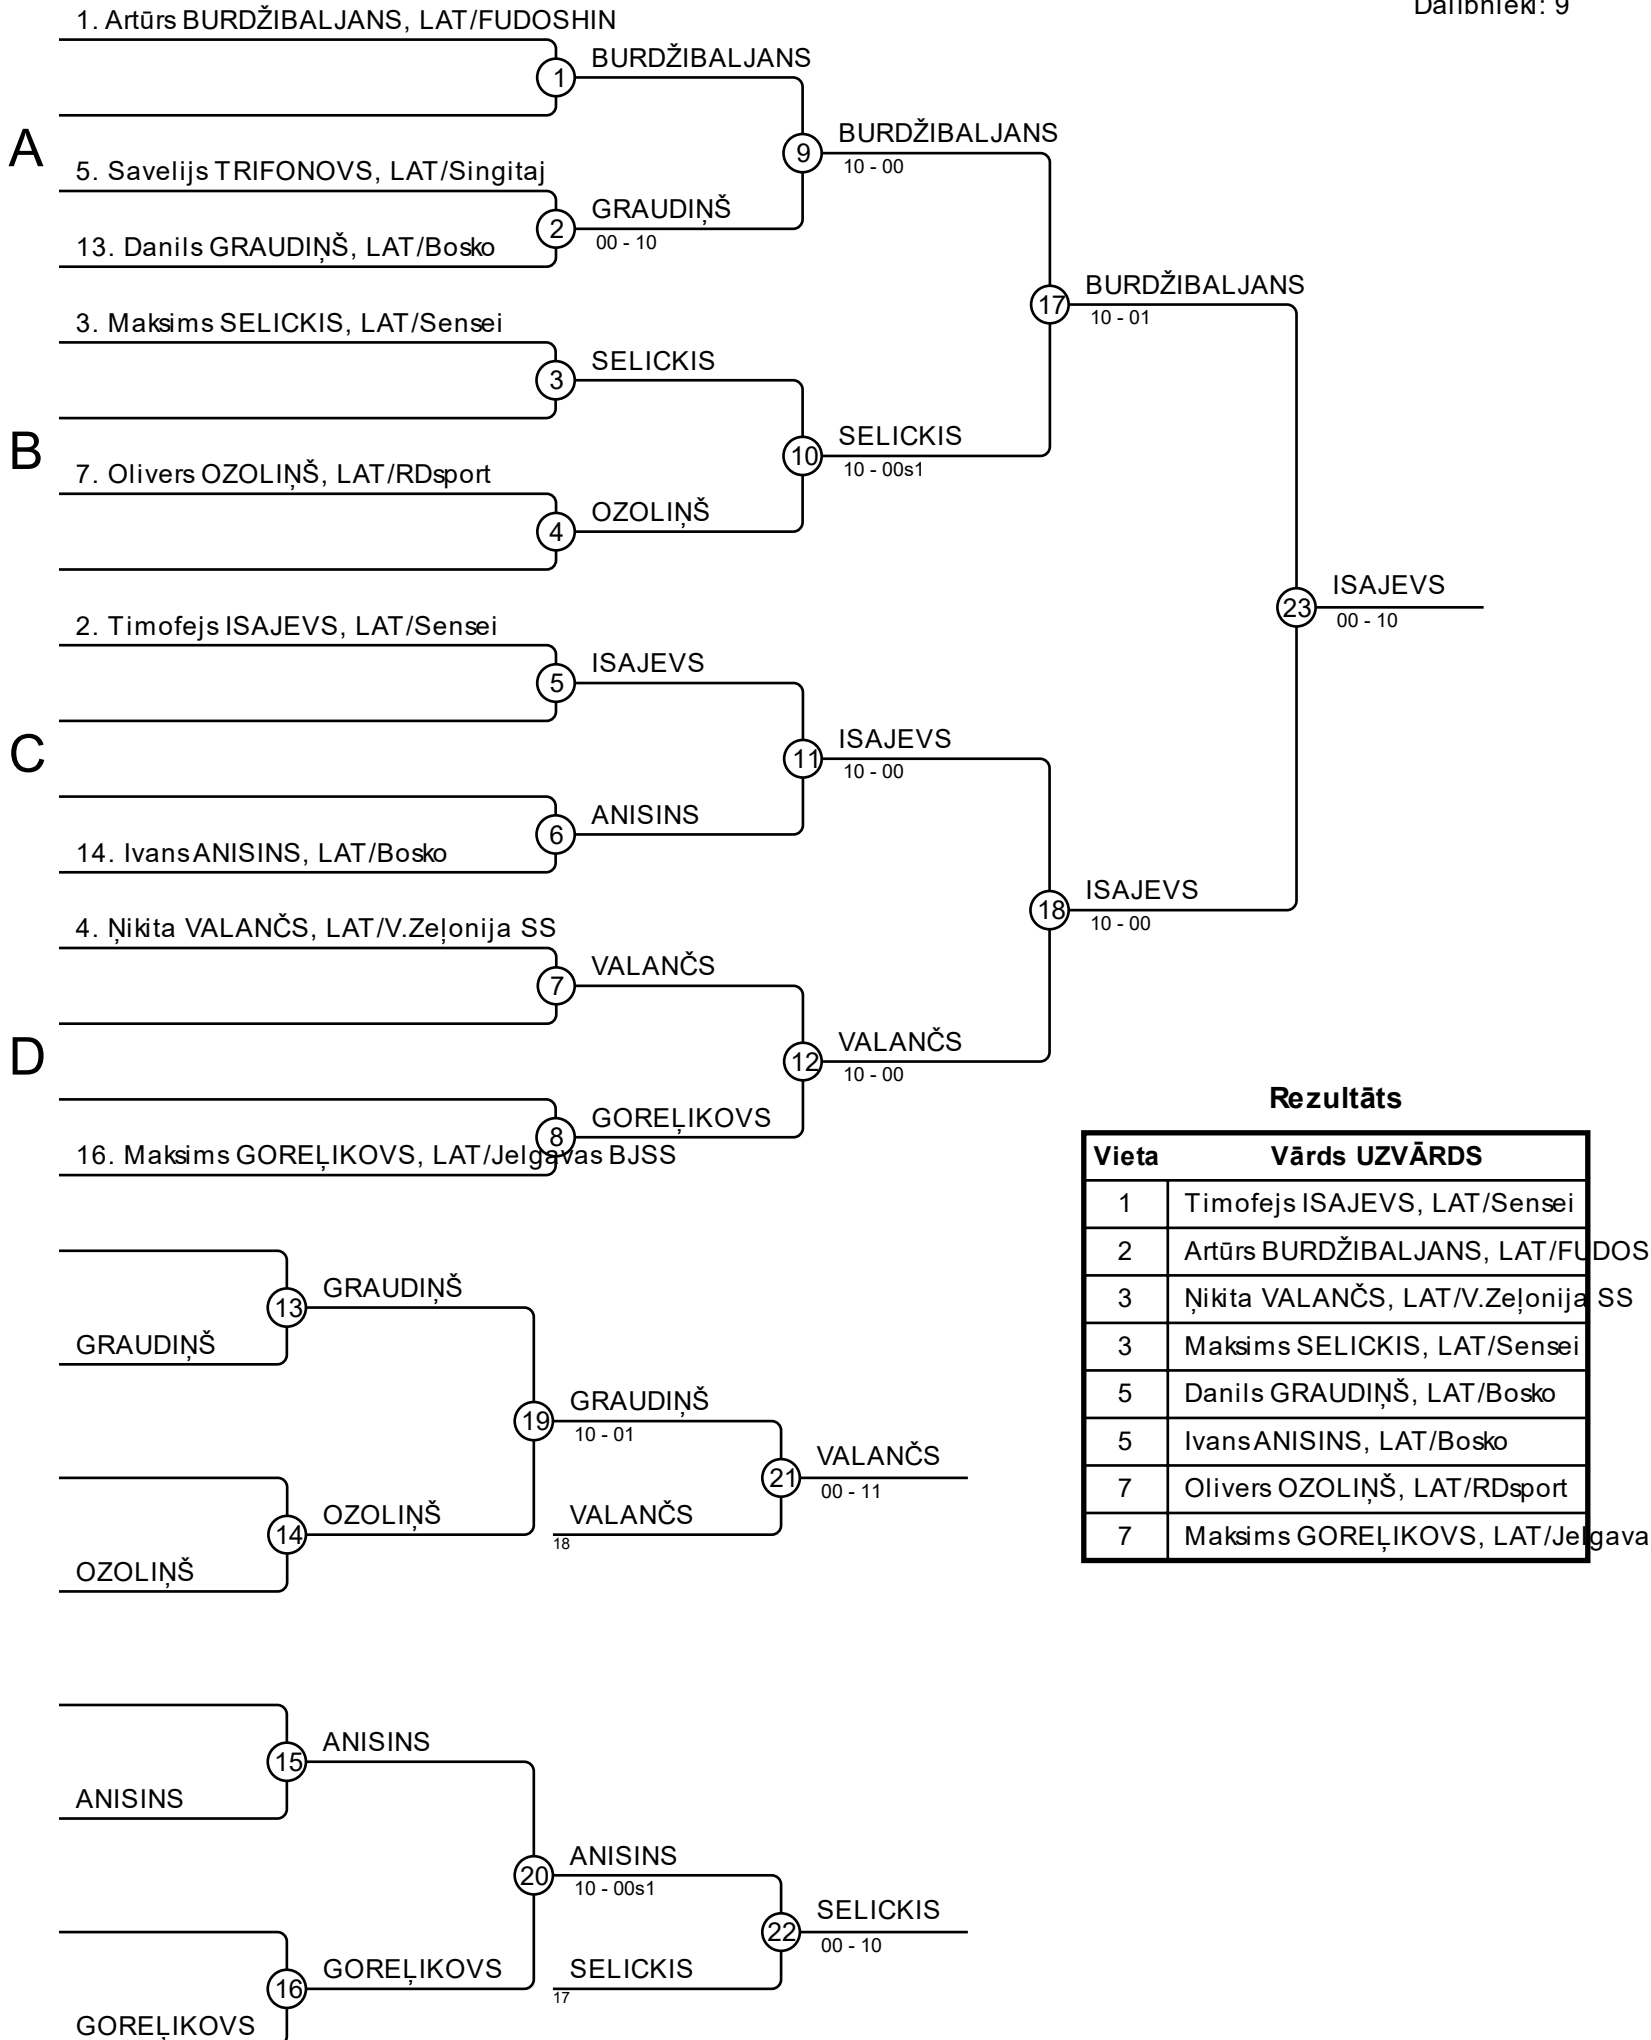 Dalībnieki: 9
1. Artūrs BURDŽIBALJANS, LAT/FUDOSHIN
BURDŽIBALJANS
1
A
BURDŽIBALJANS
9
10 - 00
5. Savelijs TRIFONOVS, LAT/Singitaj
GRAUDIŅŠ
2
00 - 10
13. Danils GRAUDIŅŠ, LAT/Bosko
BURDŽIBALJANS
17
10 - 01
3. Maksims SELICKIS, LAT/Sensei
SELICKIS
3
B
SELICKIS
10
10 - 00s1
7. Olivers OZOLIŅŠ, LAT/RDsport
OZOLIŅŠ
4
ISAJEVS
23
00 - 10
2. Timofejs ISAJEVS, LAT/Sensei
ISAJEVS
5
C
ISAJEVS
11
10 - 00
ANISINS
6
14. Ivans ANISINS, LAT/Bosko
ISAJEVS
18
10 - 00
4. Ņikita VALANČS, LAT/V.Zeļonija SS
VALANČS
7
D
VALANČS
12
10 - 00
GOREĻIKOVS
8
16. Maksims GOREĻIKOVS, LAT/Jelgavas BJSS
Rezultāts
Vieta Vārds UZVĀRDS
1 Timofejs ISAJEVS, LAT/Sensei
2 Artūrs BURDŽIBALJANS, LAT/FUDOS
3 Ņikita VALANČS, LAT/V.Zeļonija SS
3 Maksims SELICKIS, LAT/Sensei
5 Danils GRAUDIŅŠ, LAT/Bosko
5 Ivans ANISINS, LAT/Bosko
7 Olivers OZOLIŅŠ, LAT/RDsport
7 Maksims GOREĻIKOVS, LAT/Jelgava
GRAUDIŅŠ
13
GRAUDIŅŠ
GRAUDIŅŠ
19
10 - 01
VALANČS
21
00 - 11
OZOLIŅŠ
14
VALANČS
18
OZOLIŅŠ
ANISINS
15
ANISINS
ANISINS
20
10 - 00s1
SELICKIS
22
00 - 10
GOREĻIKOVS
16
SELICKIS
17
GOREĻIKOVS